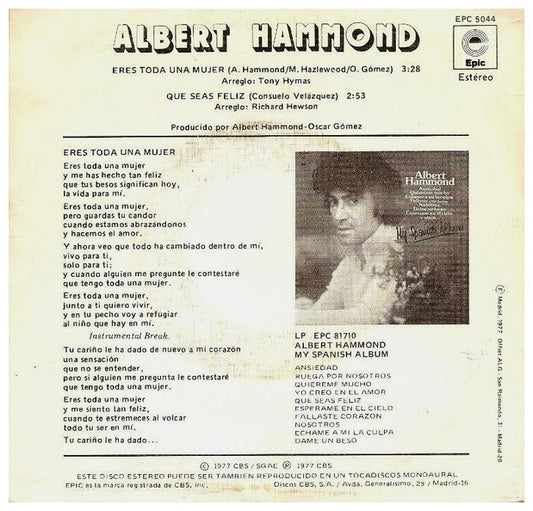 ALBERT HAMMOND
EPC 5044
Epic
Estéreo
ERES TODA UNA MUJER (A. Hammond/M. Hazlewood/O. Gómez) 3:28
Arreglo: Tony Hymas
QUE SEAS FELIZ (Consuelo Velázquez) 2:53
Arreglo: Richard Hewson
Producido por Albert Hammond-Oscar Gómez
ERES TODA UNA MUJER
Eres toda una mujer
y me has hecho tan feliz
que tus besos significan hoy,
la vida para mí.
Eres toda una mujer,
pero guardas tu candor
cuando estamos abrazándonos
y hacemos el amor.
Y ahora veo que todo ha cambiado dentro de mí,
vivo para ti,
solo para ti;
y cuando alguien me pregunte le contestaré
que tengo toda una mujer.
Eres toda una mujer,
junto a ti quiero vivir,
y en tu pecho voy a refugiar
al niño que hay en mí.
Instrumental Break.
Tu cariño le ha dado de nuevo a mi corazón
una sensación
que no se entender,
pero si alguien me pregunta le contestaré
que tengo toda una mujer.
Eres toda una mujer
y me siento tan feliz,
cuando te estremeces al volcar
todo tu ser en mí.
Tu cariño le ha dado...
Albert
Hammond
My Spanish Album
LP EPC 81710
ALBERT HAMMOND
MY SPANISH ALBUM
ANSIEDAD
RUEGA POR NOSOTROS
QUIEREME MUCHO
YO CREO EN EL AMOR
QUE SEAS FELIZ
ESPERAME EN EL CIELO
FALLASTE CORAZON
NOSOTROS
ECHAME A MI LA CULPA
DAME UN BESO
Madrid, 1977 Offset ALG - San Raimundo, 31 - Madrid-20
© 1977 CBS / SGAE Ⓟ 1977 CBS
ESTE DISCO ESTEREO PUEDE SER TAMBIEN REPRODUCIDO EN UN TOCADISCOS MONOAURAL
EPIC es la marca registrada de CBS, Inc. Discos CBS, S.A. / Avda. Generalísimo, 25 / Madrid-16